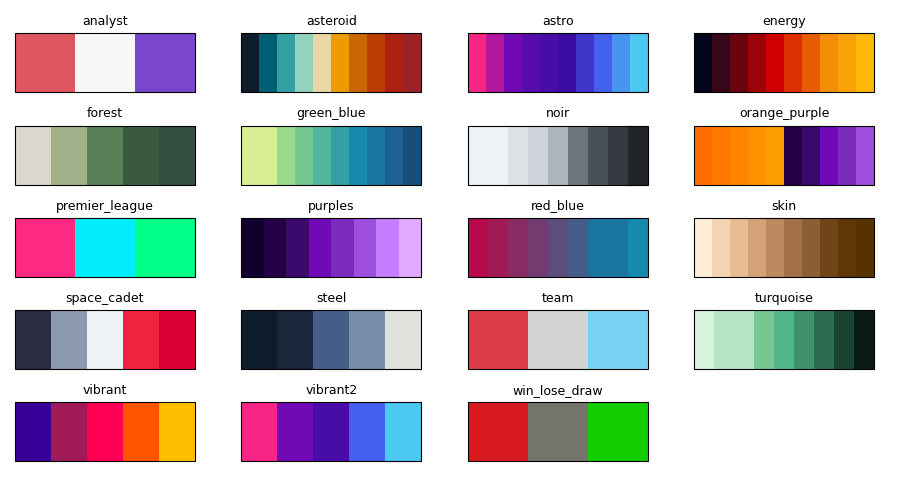 analyst
asteroid
astro
energy
forest
green_blue
noir
orange_purple
premier_league
purples
red_blue
skin
space_cadet
steel
team
turquoise
vibrant
vibrant2
win_lose_draw